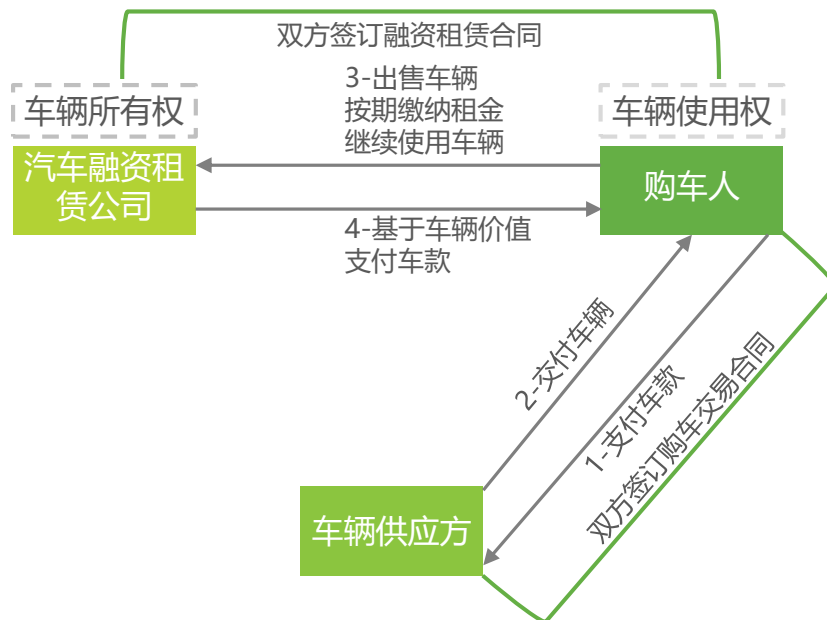 双方签订融资租赁合同
3-出售车辆
按期缴纳租金
继续使用车辆
车辆所有权
车辆使用权
汽车融资租
赁公司
购车人
4-基于车辆价值
支付车款
2-交付车辆
1-支付车款
双方签订购车交易合同
车辆供应方